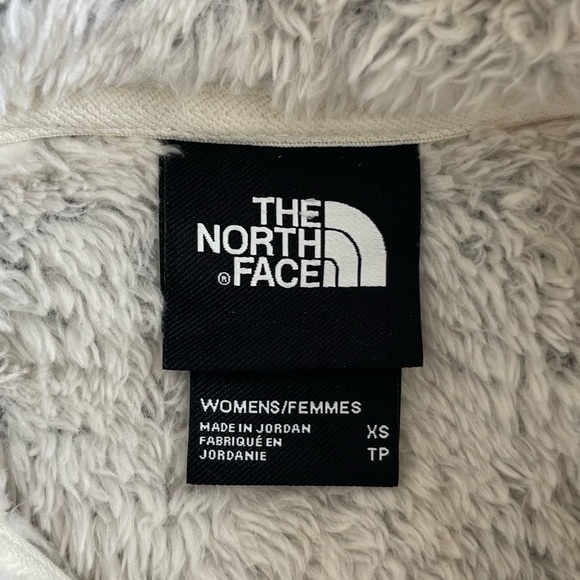 THE
NORTH
® FACE
WOMENS/FEMMES
MADE IN JORDAN XS
FABRIQUÉ EN
JORDANIE TP